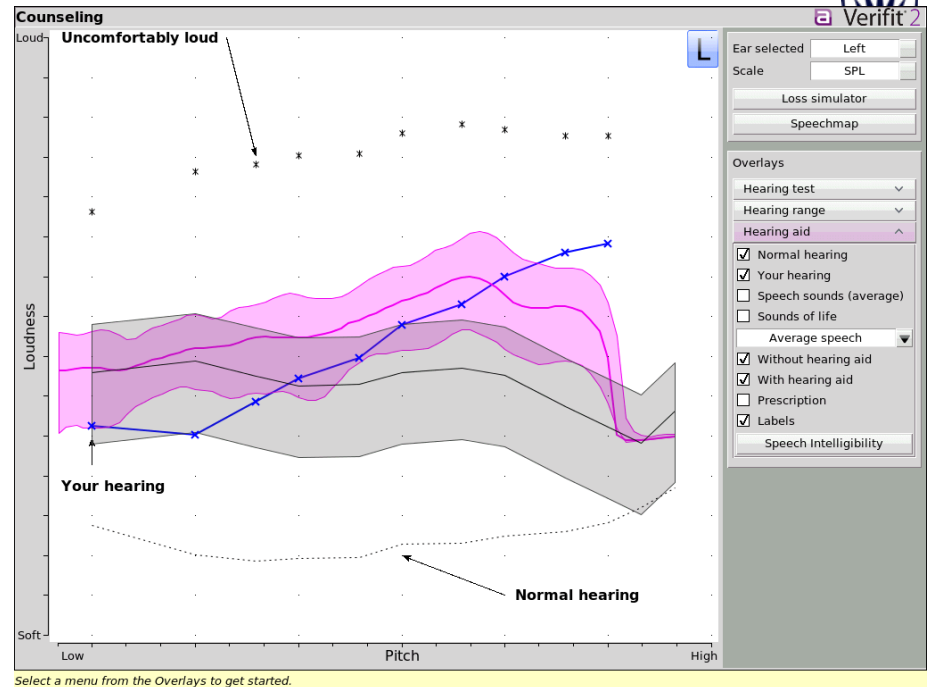 Counseling
a Verifit 2
Loud
Uncomfortably loud
L
Loudness
Your hearing
Normal hearing
Soft
Low
Pitch
High
Ear selected Left
Scale SPL
Loss simulator
Speechmap
Overlays
Hearing test
Hearing range
Hearing aid
Normal hearing
Your hearing
Speech sounds (average)
Sounds of life
Average speech
Without hearing aid
With hearing aid
Prescription
Labels
Speech Intelligibility
Select a menu from the Overlays to get started.